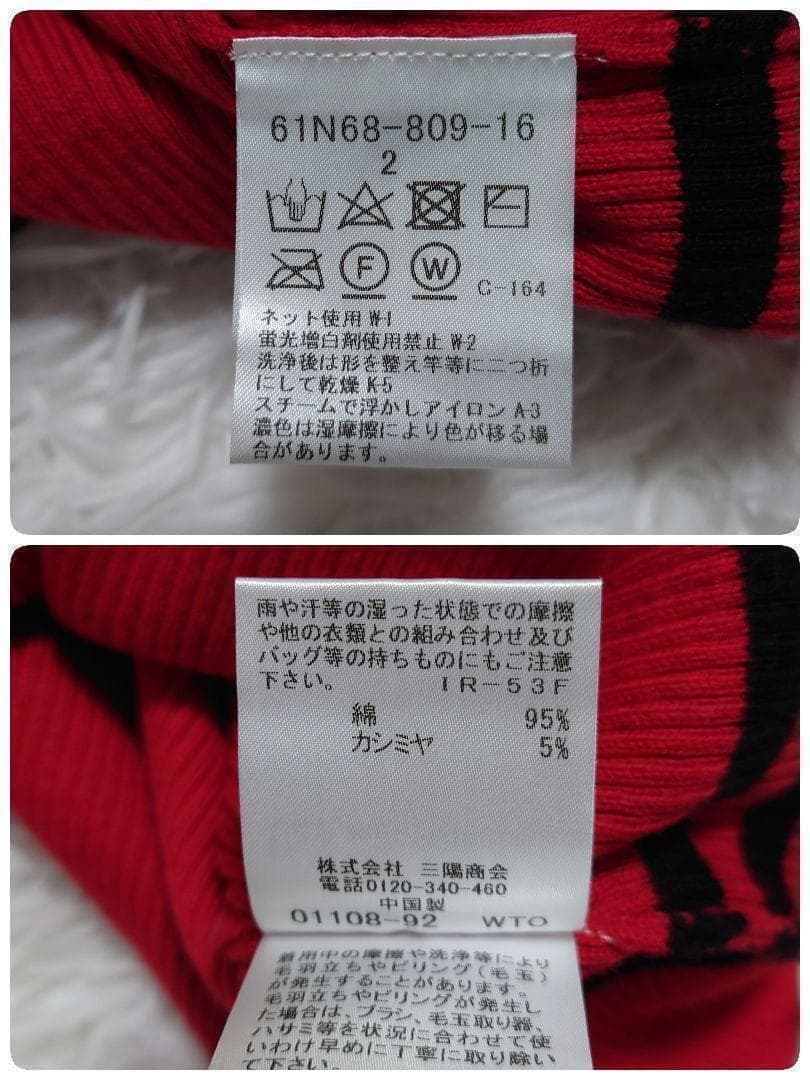 61N68-809-16
2
F W C-164
ネット使用 W-1
蛍光増白剤使用禁止 W-2
洗浄後は形を整え竿等に二つ折
にして乾燥 K-5
スチームで浮かしアイロン A-3
濃色は湿摩擦により色が移る場
合があります。
雨や汗等の湿った状態での摩擦
や他の衣類との組み合わせ及び
バッグ等の持ちものにもご注意
下さい。 IR-53F
綿 95%
カシミヤ 5%
株式会社 三陽商会
電話0120-340-460
中国製
01108-92 WTO
着用中の摩擦や洗浄等により
毛羽立ちやピリング(毛玉)
が発生することがあります。
毛羽立ちやピリングが発生し
た場合は、ブラシ、毛玉取り器、
ハサミ等を状況に合わせて使
いわけ早めに丁寧に取り除い
て下さい。